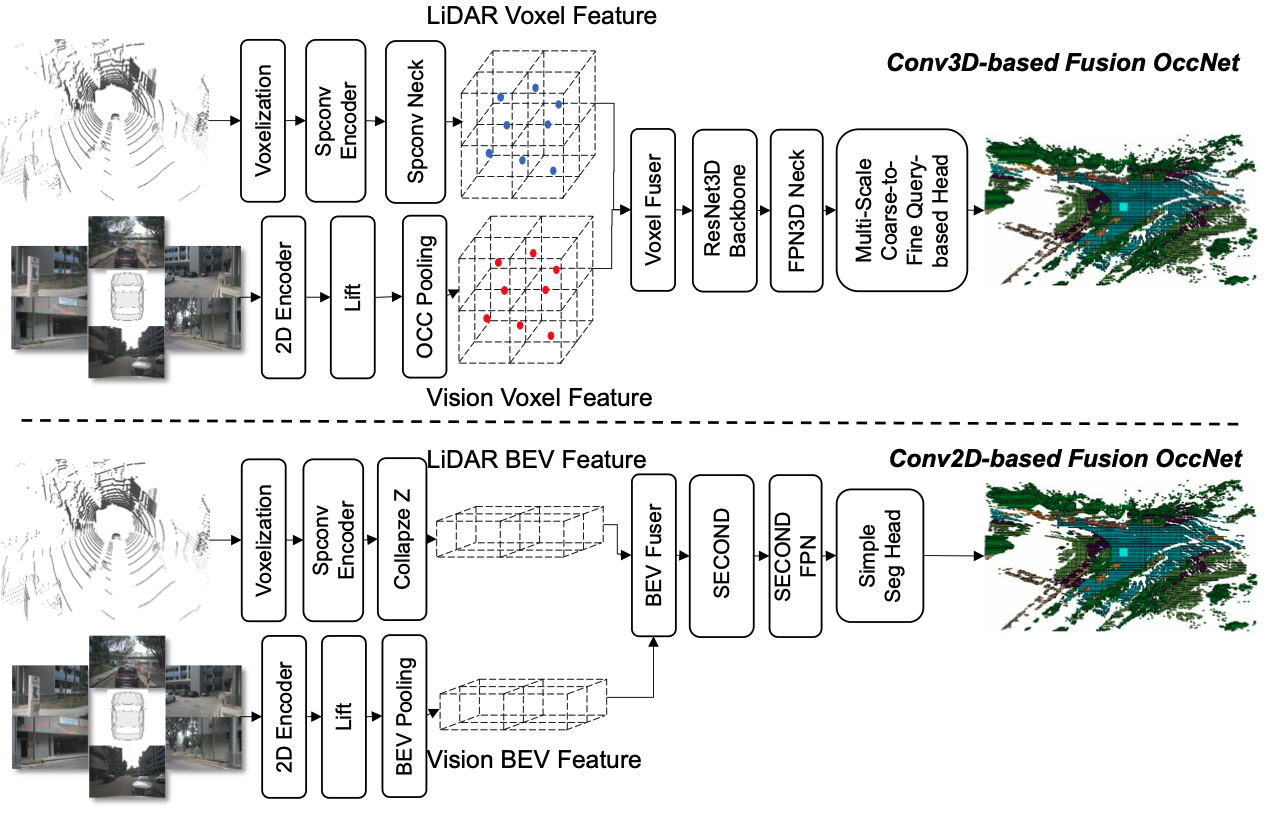 LiDAR Voxel Feature
Conv3D-based Fusion OccNet
Voxelization
Spconv
Encoder
Spconv Neck
Voxel Fuser
ResNet3D
Backbone
FPN3D Neck
Multi-Scale
Coarse-to-
Fine Query-
based Head
2D Encoder
Lift
OCC Pooling
Vision Voxel Feature
LiDAR BEV Feature
Conv2D-based Fusion OccNet
Voxelization
Spconv
Encoder
Collapze Z
BEV Fuser
SECOND
SECOND
FPN
Simple
Seg Head
2D Encoder
Lift
BEV Pooling
Vision BEV Feature